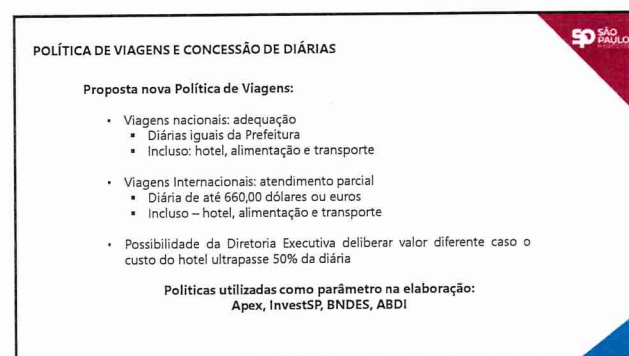 SP SÃO PAULO
POLÍTICA DE VIAGENS E CONCESSÃO DE DIÁRIAS
Proposta nova Política de Viagens:
• Viagens nacionais: adequação
▪ Diárias iguais da Prefeitura
▪ Incluso: hotel, alimentação e transporte
• Viagens Internacionais: atendimento parcial
▪ Diária de até 660,00 dólares ou euros
▪ Incluso – hotel, alimentação e transporte
• Possibilidade da Diretoria Executiva deliberar valor diferente caso o
custo do hotel ultrapasse 50% da diária
Politicas utilizadas como parâmetro na elaboração:
Apex, InvestSP, BNDES, ABDI